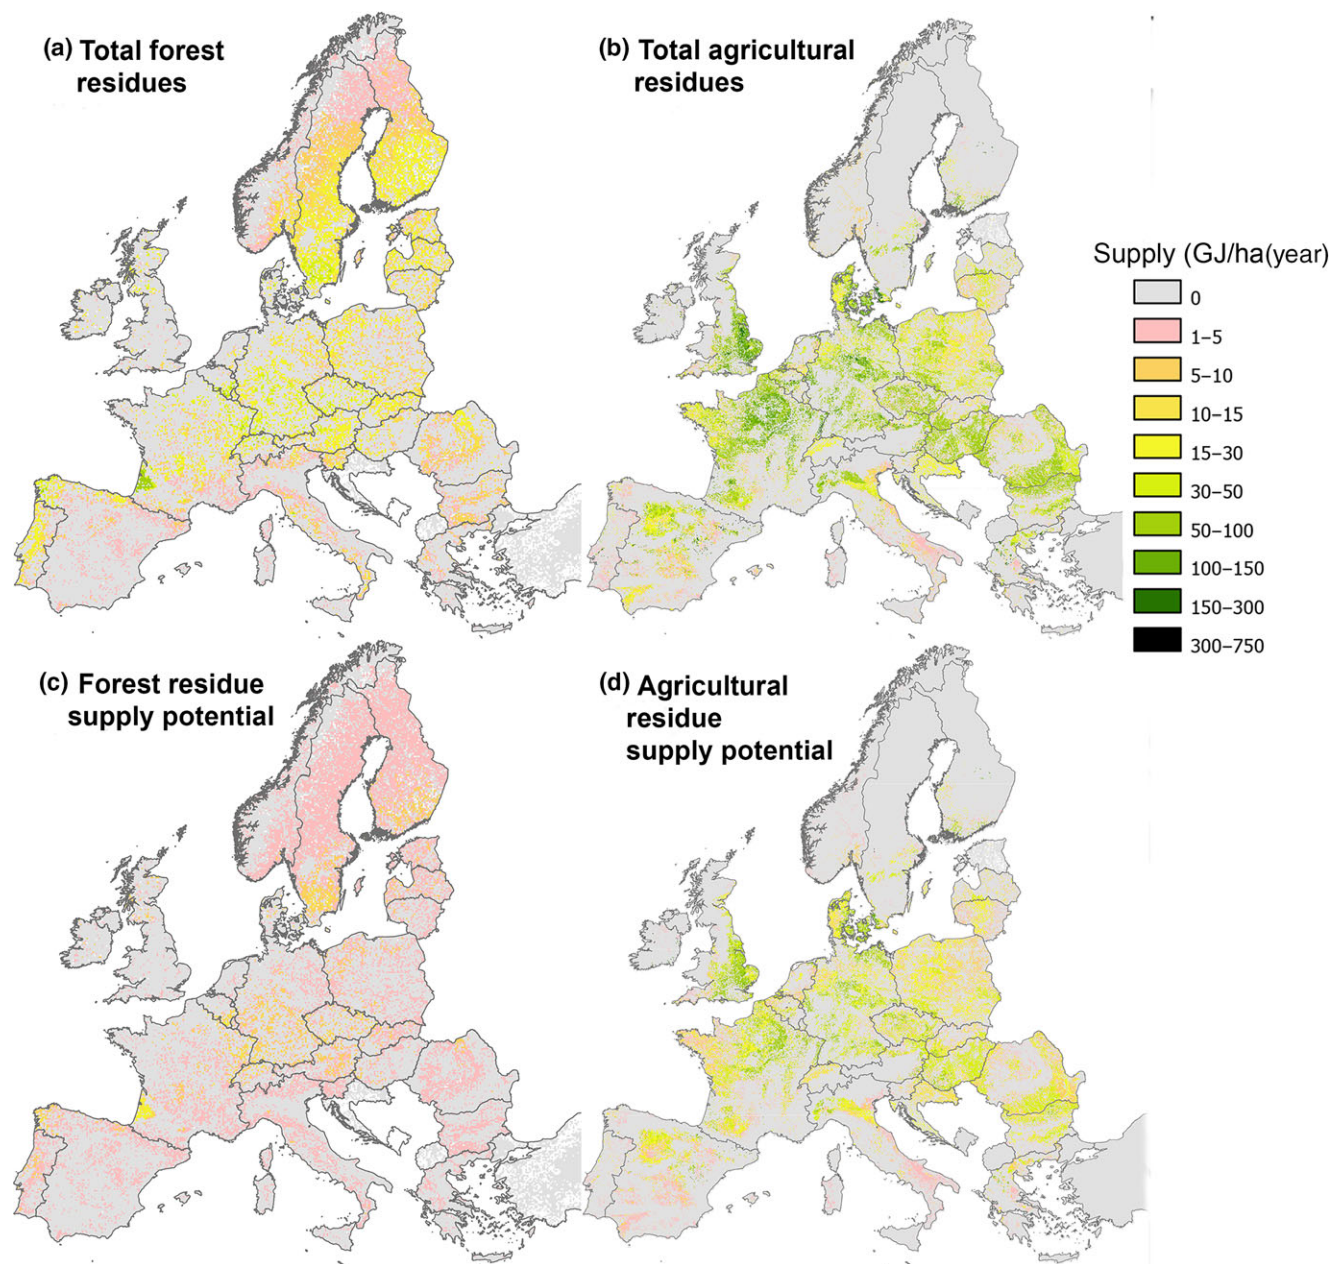 (a) Total forest
residues
(b) Total agricultural
residues
Supply (GJ/ha(year)
0
1–5
5–10
10–15
15–30
30–50
50–100
100–150
150–300
300–750
(c) Forest residue
supply potential
(d) Agricultural
residue
supply potential